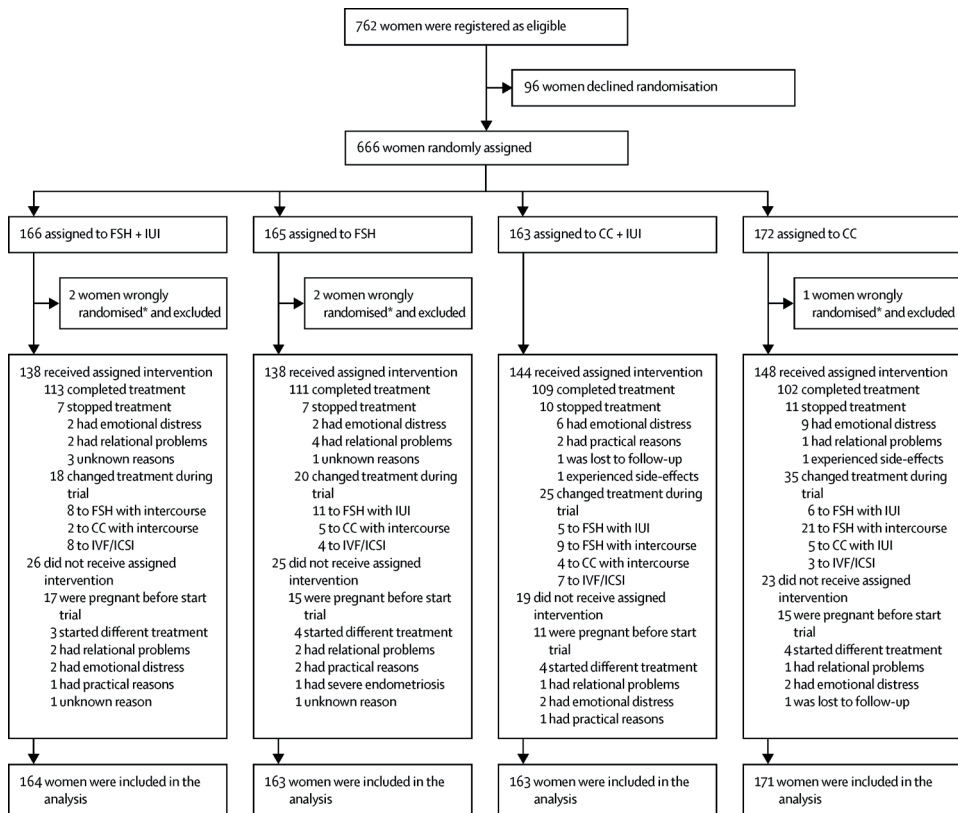 762 women were registered as eligible
96 women declined randomisation
666 women randomly assigned
166 assigned to FSH + IUI
165 assigned to FSH
163 assigned to CC + IUI
172 assigned to CC
2 women wrongly
randomised* and excluded
2 women wrongly
randomised* and excluded
1 women wrongly
randomised* and excluded
138 received assigned intervention
113 completed treatment
7 stopped treatment
2 had emotional distress
2 had relational problems
3 unknown reasons
18 changed treatment during
trial
8 to FSH with intercourse
2 to CC with intercourse
8 to IVF/ICSI
26 did not receive assigned
intervention
17 were pregnant before start
trial
3 started different treatment
2 had relational problems
2 had emotional distress
1 had practical reasons
1 unknown reason
138 received assigned intervention
111 completed treatment
7 stopped treatment
2 had emotional distress
4 had relational problems
1 unknown reasons
20 changed treatment during
trial
11 to FSH with IUI
5 to CC with intercourse
4 to IVF/ICSI
25 did not receive assigned
intervention
15 were pregnant before start
trial
4 started different treatment
2 had relational problems
2 had practical reasons
1 had severe endometriosis
1 unknown reason
144 received assigned intervention
109 completed treatment
10 stopped treatment
6 had emotional distress
2 had practical reasons
1 was lost to follow-up
1 experienced side-effects
25 changed treatment during
trial
5 to FSH with IUI
9 to FSH with intercourse
4 to CC with intercourse
7 to IVF/ICSI
19 did not receive assigned
intervention
11 were pregnant before start
trial
4 started different treatment
1 had relational problems
2 had emotional distress
1 had practical reasons
148 received assigned intervention
102 completed treatment
11 stopped treatment
9 had emotional distress
1 had relational problems
1 experienced side-effects
35 changed treatment during
trial
6 to FSH with IUI
21 to FSH with intercourse
5 to CC with IUI
3 to IVF/ICSI
23 did not receive assigned
intervention
15 were pregnant before start
trial
4 started different treatment
1 had relational problems
2 had emotional distress
1 was lost to follow-up
164 women were included in the
analysis
163 women were included in the
analysis
163 women were included in the
analysis
171 women were included in the
analysis